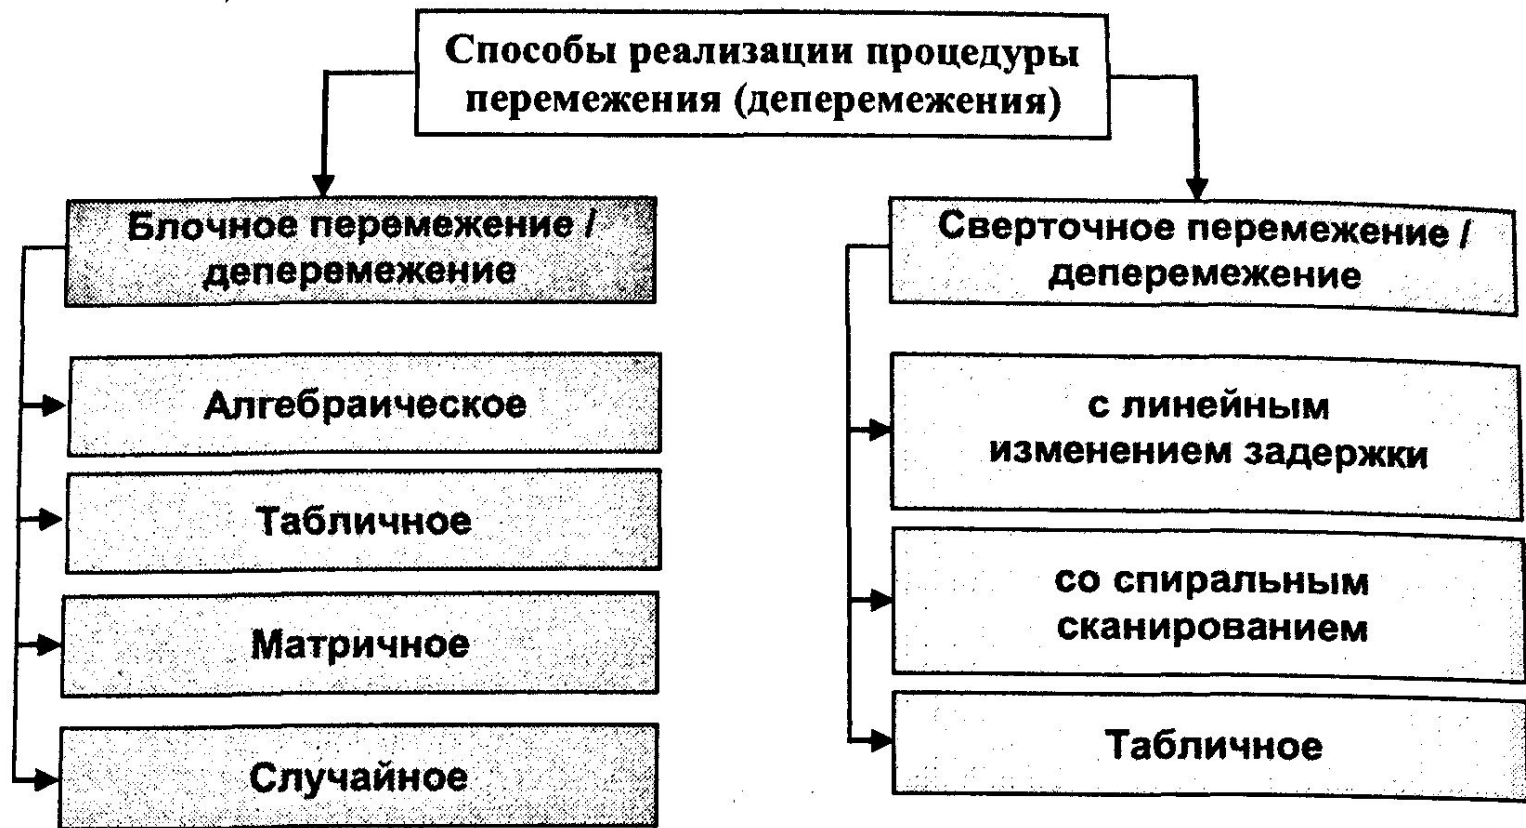 Способы реализации процедуры
перемежения (деперемежения)
Блочное перемежение /
деперемежение
Алгебраическое
Табличное
Матричное
Случайное
Сверточное перемежение /
деперемежение
с линейным
изменением задержки
со спиральным
сканированием
Табличное